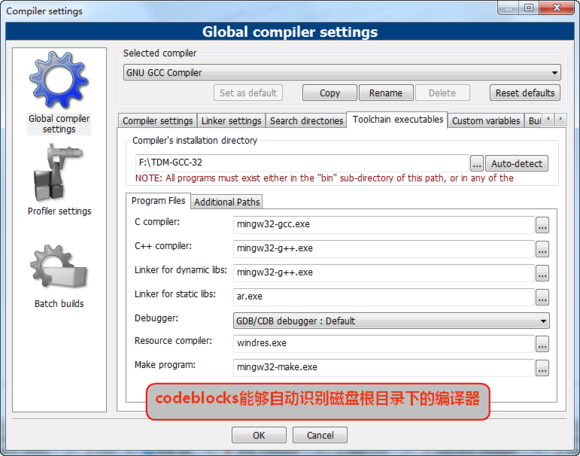 Compiler settings
Global compiler settings
Global compiler
settings
Profiler settings
Batch builds
Selected compiler
GNU GCC Compiler
Set as default
Copy
Rename
Delete
Reset defaults
Compiler settings
Linker settings
Search directories
Toolchain executables
Custom variables
Bui
Compiler's installation directory
F:\TDM-GCC-32
...
Auto-detect
NOTE: All programs must exist either in the "bin" sub-directory of this path, or in any of the
Program Files
Additional Paths
C compiler:
mingw32-gcc.exe
...
C++ compiler:
mingw32-g++.exe
...
Linker for dynamic libs:
mingw32-g++.exe
...
Linker for static libs:
ar.exe
...
Debugger:
GDB/CDB debugger : Default
Resource compiler:
windres.exe
...
Make program:
mingw32-make.exe
...
codeblocks能够自动识别磁盘根目录下的编译器
OK
Cancel